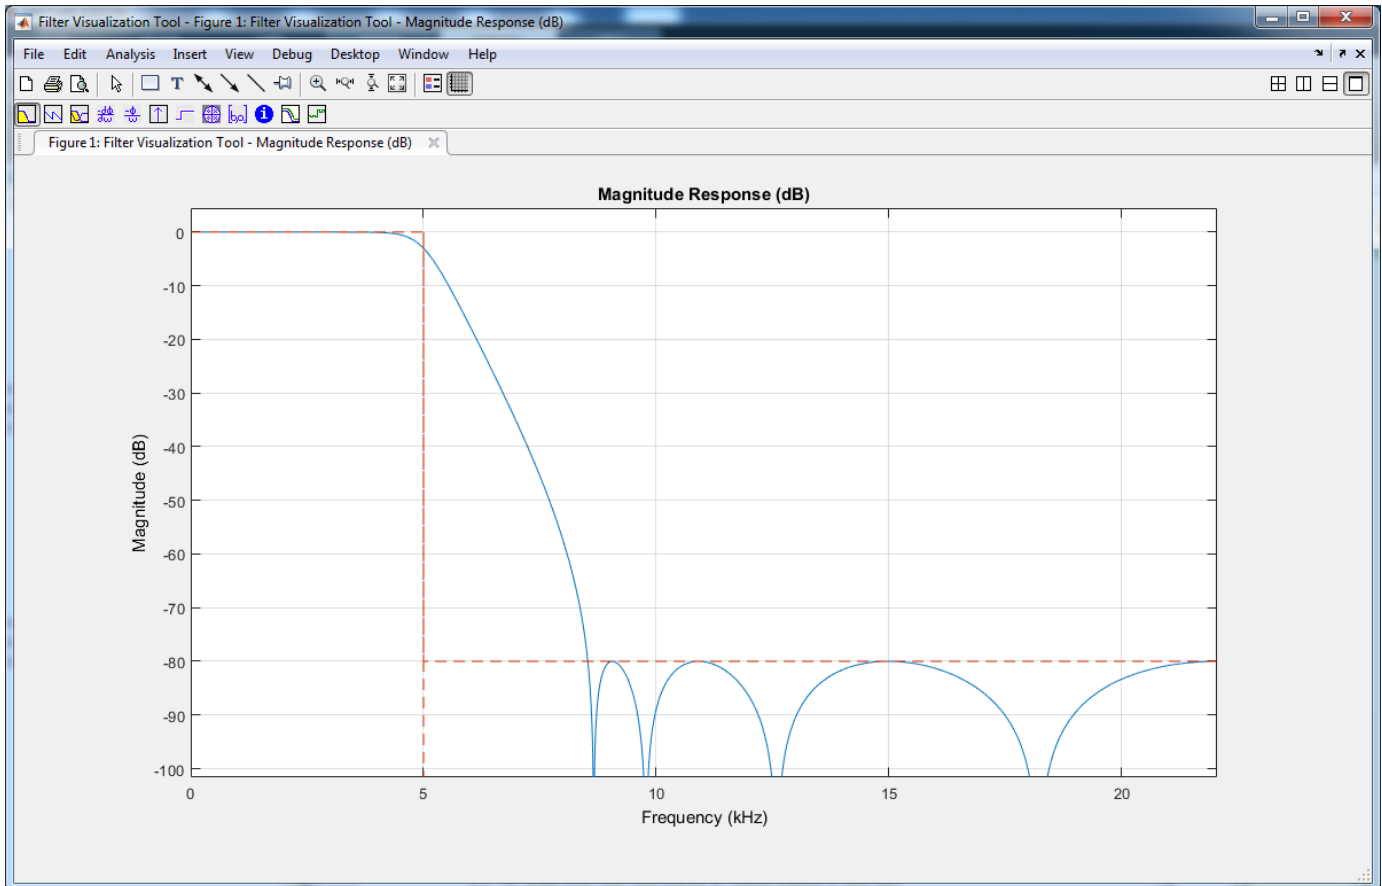 Filter Visualization Tool - Figure 1: Filter Visualization Tool - Magnitude Response (dB)
File Edit Analysis Insert View Debug Desktop Window Help
Figure 1: Filter Visualization Tool - Magnitude Response (dB)
Magnitude Response (dB)
0
-10
-20
-30
-40
-50
-60
-70
-80
-90
-100
Magnitude (dB)
0 5 10 15 20
Frequency (kHz)